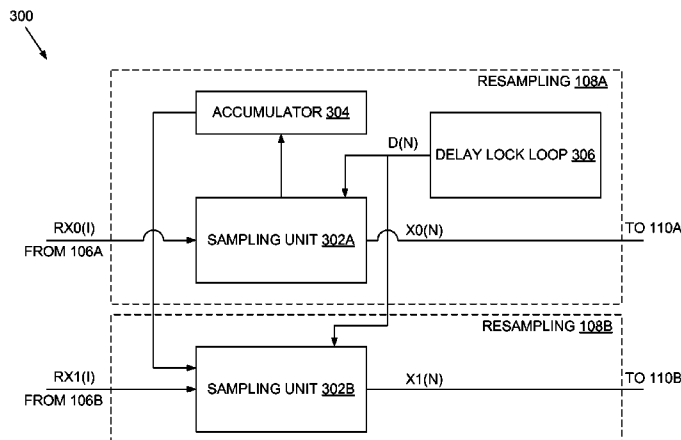 300
RESAMPLING 108A
ACCUMULATOR 304
D(N)
DELAY LOCK LOOP 306
RX0(I)
FROM 106A
SAMPLING UNIT 302A
X0(N)
TO 110A
RESAMPLING 108B
RX1(I)
FROM 106B
SAMPLING UNIT 302B
X1(N)
TO 110B